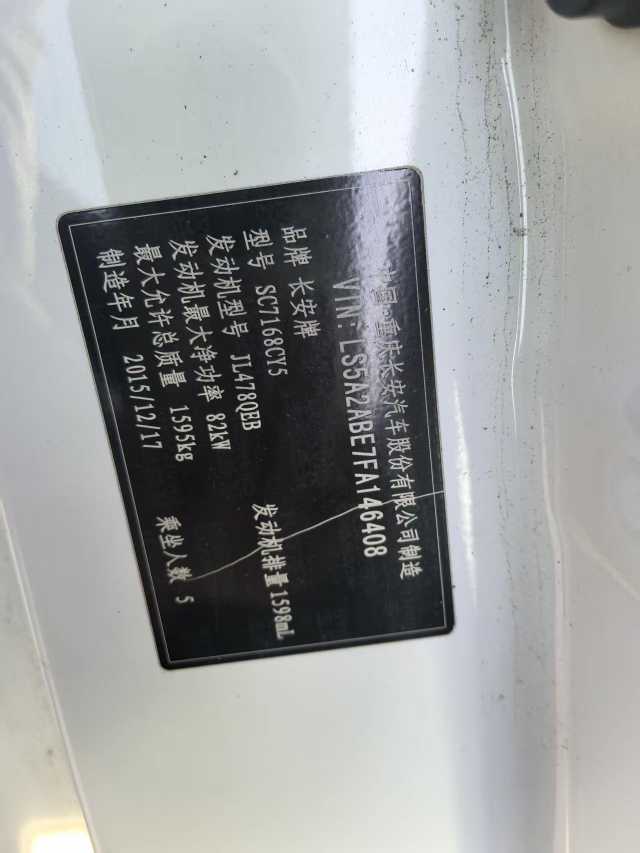 中国·重庆长安汽车股份有限公司制造
VIN: LS5A2ABE7FA146408
品牌 长安牌
型号 SC7168CY5 发动机排量 1598mL
发动机型号 JL478QEB
发动机最大净功率 82kW
最大允许总质量 1595kg 乘坐人数 5
制造年月 2015/12/17